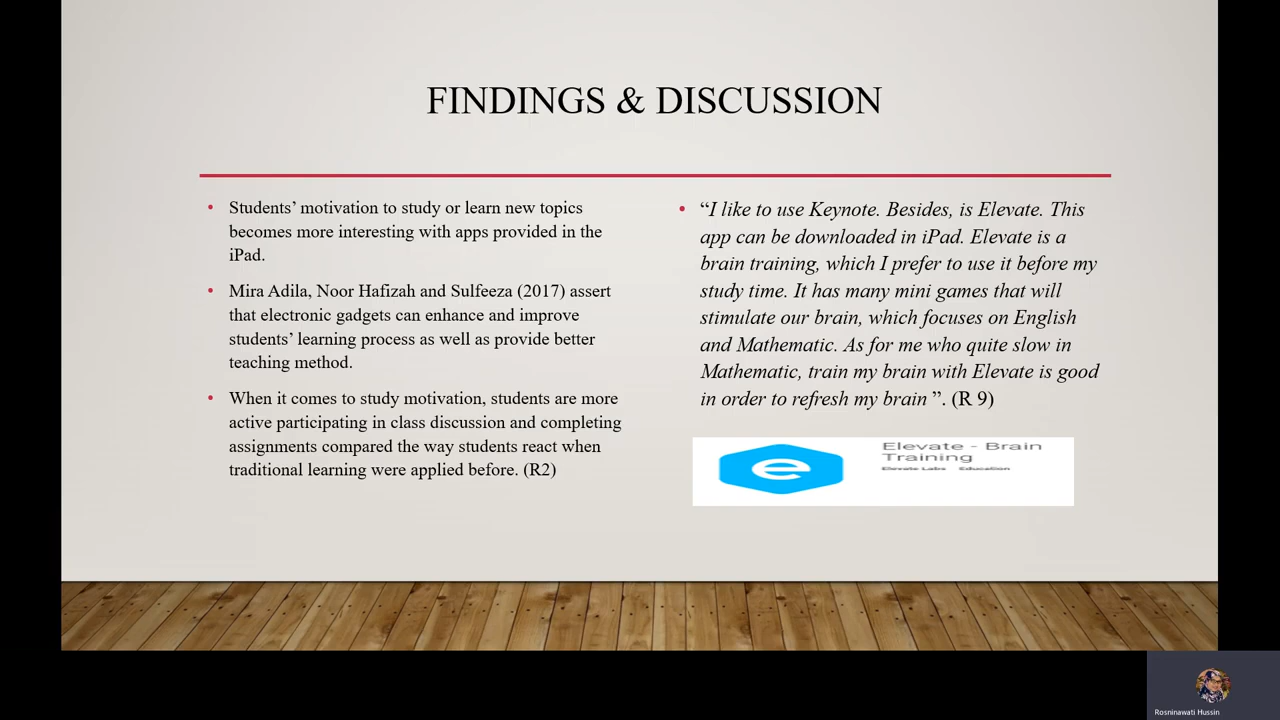 FINDINGS & DISCUSSION
• Students’ motivation to study or learn new topics
becomes more interesting with apps provided in the
iPad.
• Mira Adila, Noor Hafizah and Sulfeeza (2017) assert
that electronic gadgets can enhance and improve
students’ learning process as well as provide better
teaching method.
• When it comes to study motivation, students are more
active participating in class discussion and completing
assignments compared the way students react when
traditional learning were applied before. (R2)
• “I like to use Keynote. Besides, is Elevate. This
app can be downloaded in iPad. Elevate is a
brain training, which I prefer to use it before my
study time. It has many mini games that will
stimulate our brain, which focuses on English
and Mathematic. As for me who quite slow in
Mathematic, train my brain with Elevate is good
in order to refresh my brain ”. (R 9)
e
Elevate - Brain
Training
Elevate Labs Education
Rosninawati Hussin